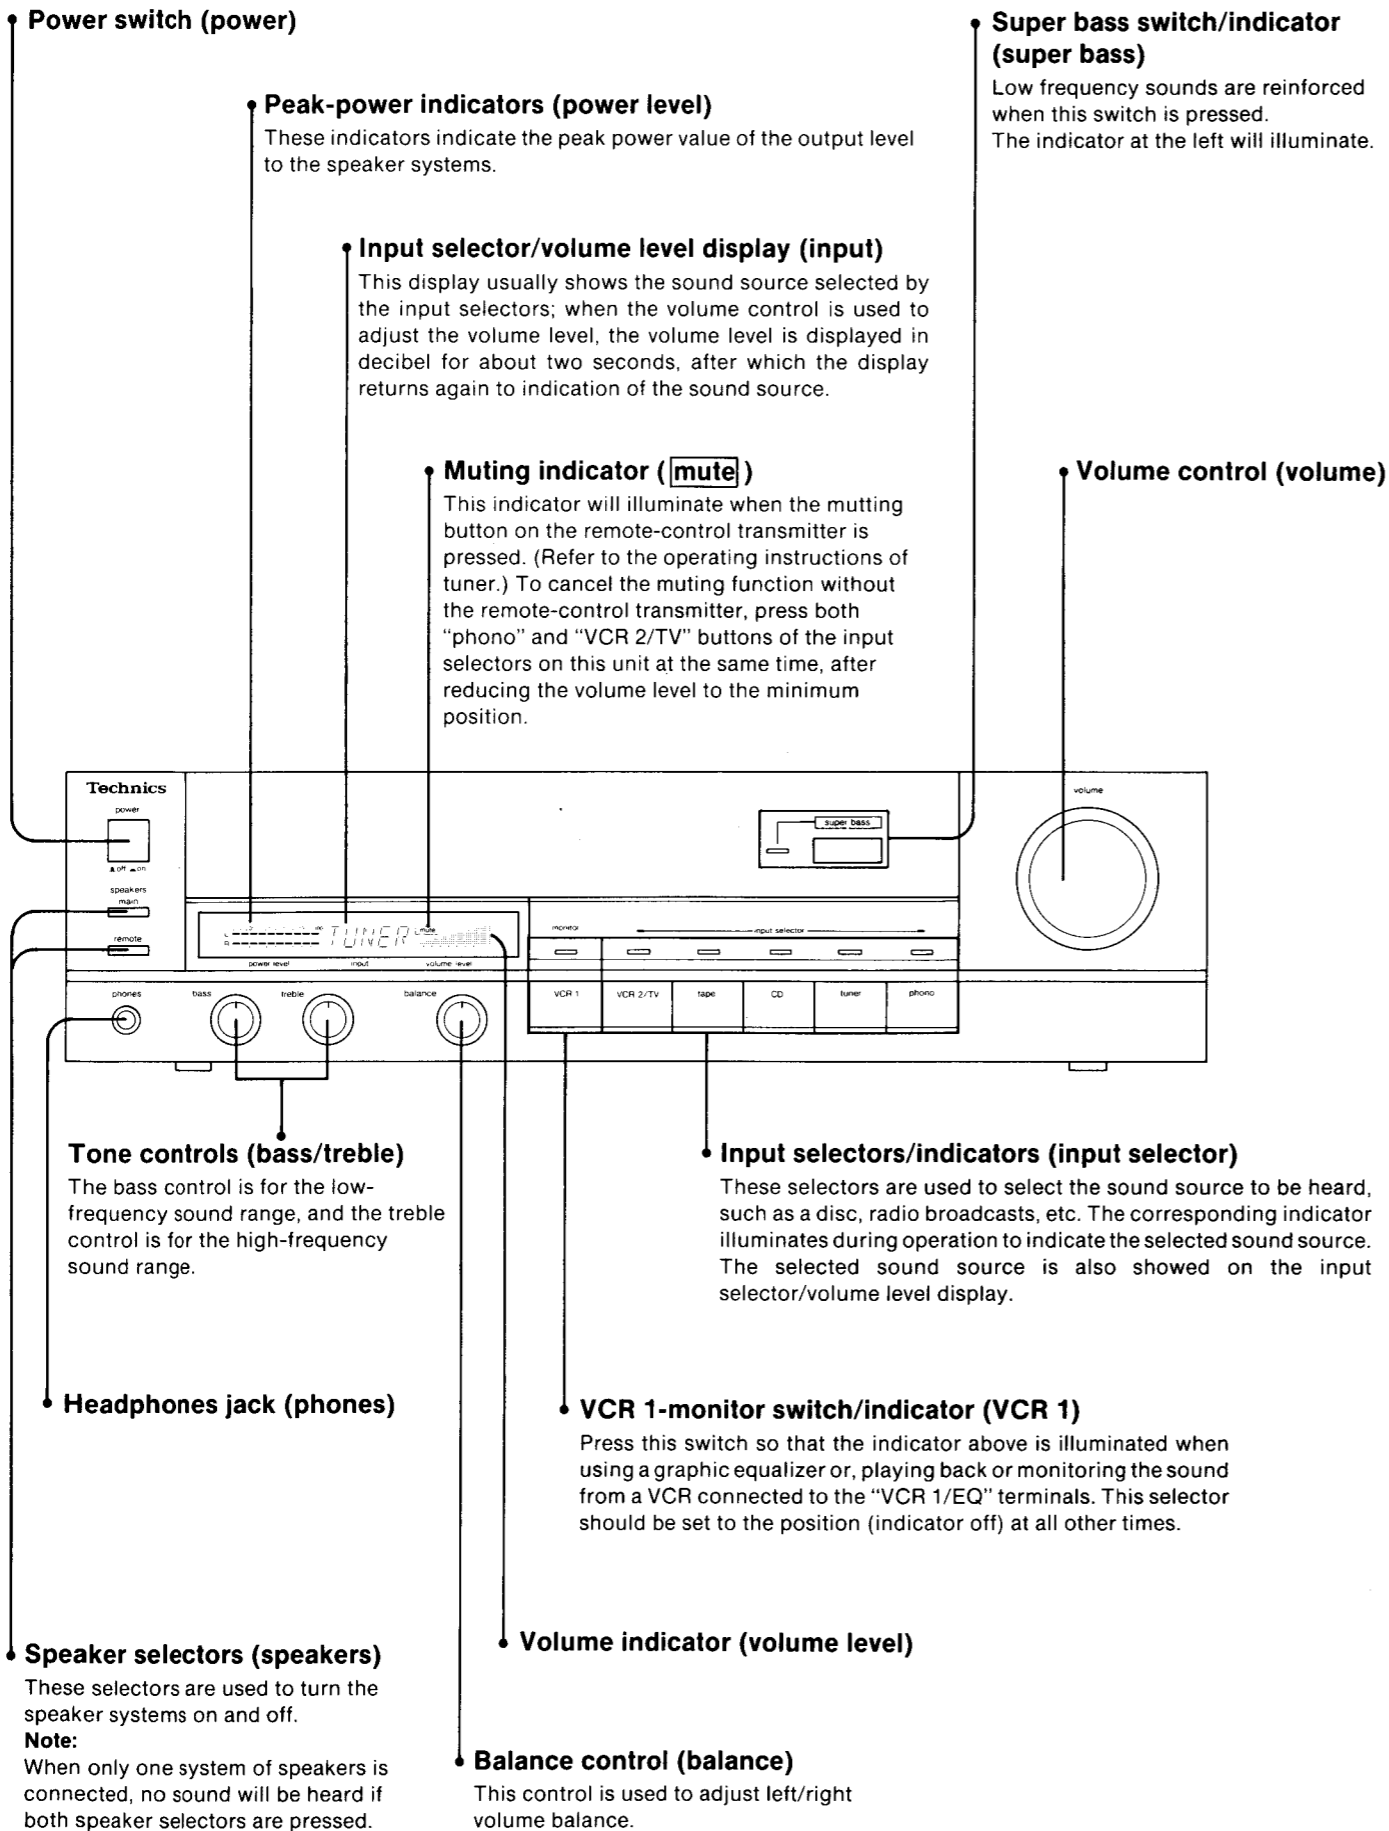 Power switch (power)
Super bass switch/indicator
(super bass)
Low frequency sounds are reinforced
when this switch is pressed.
The indicator at the left will illuminate.
Peak-power indicators (power level)
These indicators indicate the peak power value of the output level
to the speaker systems.
Input selector/volume level display (input)
This display usually shows the sound source selected by
the input selectors; when the volume control is used to
adjust the volume level, the volume level is displayed in
decibel for about two seconds, after which the display
returns again to indication of the sound source.
Muting indicator ( mute )
This indicator will illuminate when the mutting
button on the remote-control transmitter is
pressed. (Refer to the operating instructions of
tuner.) To cancel the muting function without
the remote-control transmitter, press both
“phono” and “VCR 2/TV” buttons of the input
selectors on this unit at the same time, after
reducing the volume level to the minimum
position.
Volume control (volume)
Technics
power
off on
speakers
main
remote
super bass
volume
L
R
TUNER
mute
power level input volume level
monitor
input selector
phones
bass
treble
balance
VCR 1
VCR 2/TV
tape
CD
tuner
phono
Tone controls (bass/treble)
The bass control is for the low-
frequency sound range, and the treble
control is for the high-frequency
sound range.
Input selectors/indicators (input selector)
These selectors are used to select the sound source to be heard,
such as a disc, radio broadcasts, etc. The corresponding indicator
illuminates during operation to indicate the selected sound source.
The selected sound source is also showed on the input
selector/volume level display.
Headphones jack (phones)
VCR 1-monitor switch/indicator (VCR 1)
Press this switch so that the indicator above is illuminated when
using a graphic equalizer or, playing back or monitoring the sound
from a VCR connected to the “VCR 1/EQ” terminals. This selector
should be set to the position (indicator off) at all other times.
Speaker selectors (speakers)
These selectors are used to turn the
speaker systems on and off.
Note:
When only one system of speakers is
connected, no sound will be heard if
both speaker selectors are pressed.
Volume indicator (volume level)
Balance control (balance)
This control is used to adjust left/right
volume balance.